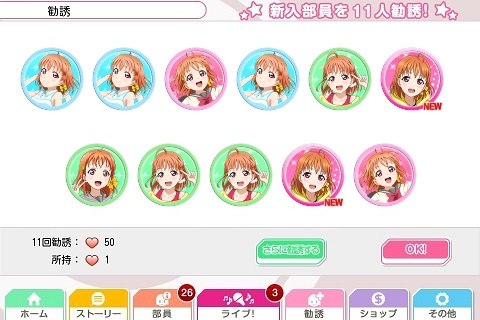 勧誘
新入部員を11人勧誘!
NEW
NEW
11回勧誘: 50
所持: 1
さらに勧誘する
OK!
26
3
ホーム
ストーリー
部員
ライブ!
勧誘
ショップ
その他